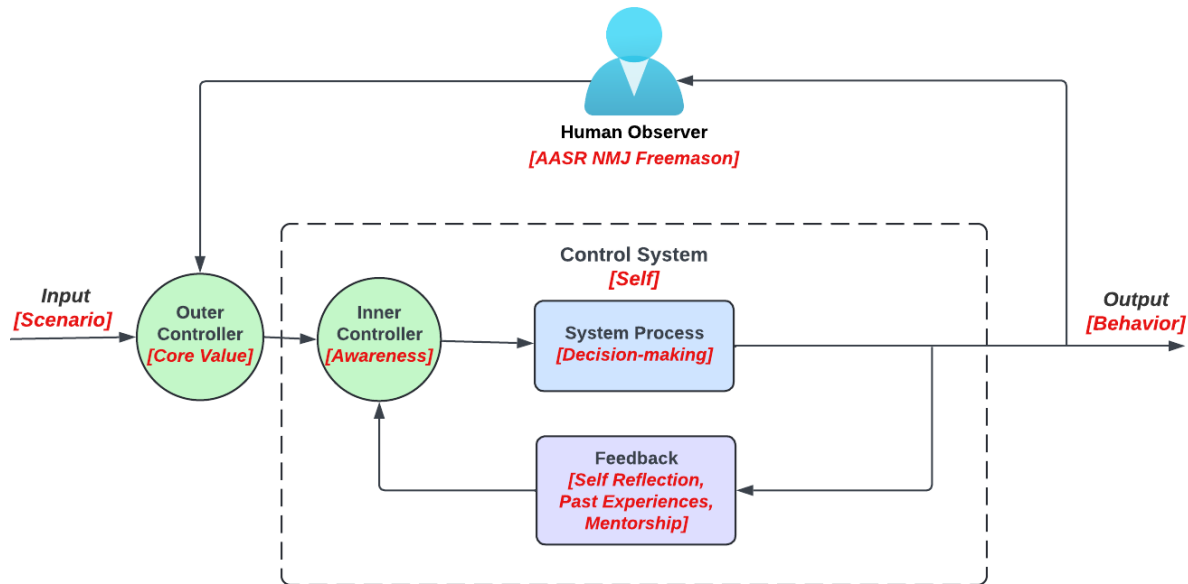 Human Observer
[AASR NMJ Freemason]
Control System
[Self]
Input
[Scenario]
Outer
Controller
[Core Value]
Inner
Controller
[Awareness]
System Process
[Decision-making]
Output
[Behavior]
Feedback
[Self Reflection,
Past Experiences,
Mentorship]